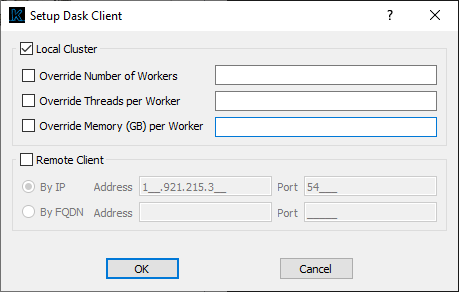 Setup Dask Client
Local Cluster
Override Number of Workers
Override Threads per Worker
Override Memory (GB) per Worker
Remote Client
By IP Address 1__.921.215.3__ Port 54___
By FQDN Address Port _____
OK Cancel